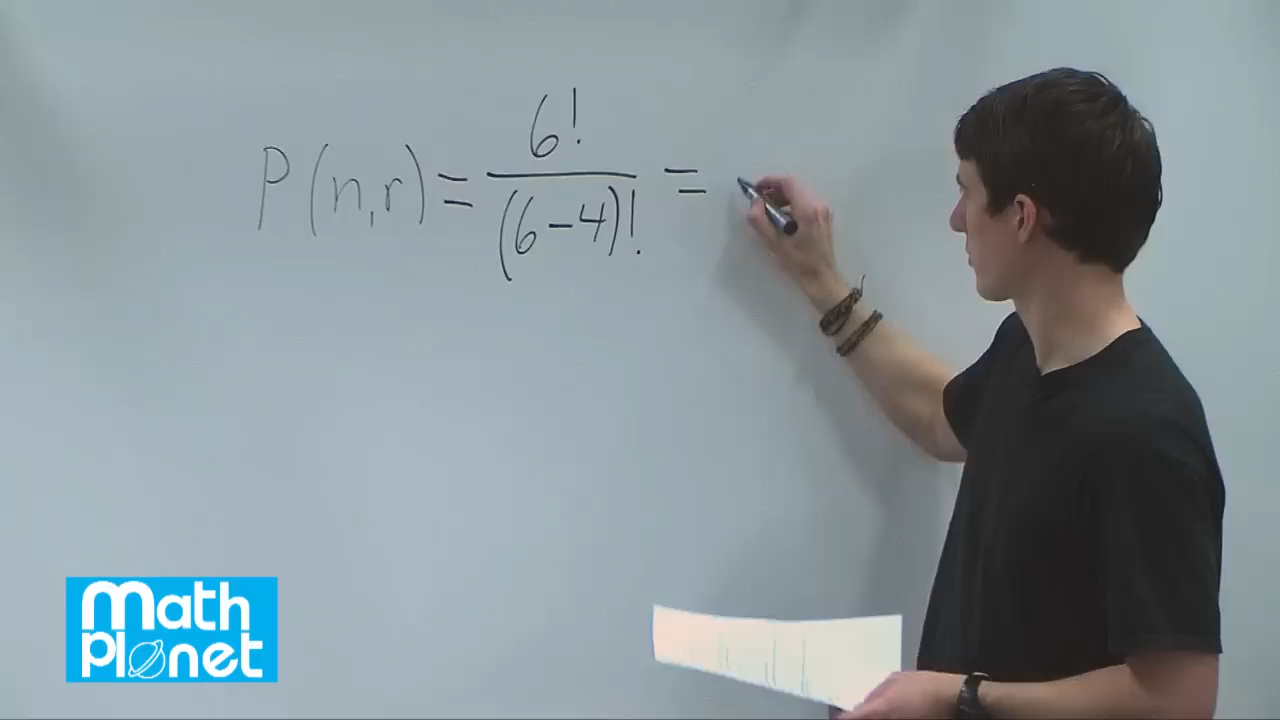 P(n,r) = 6!/(6-4)! =
Math
Planet